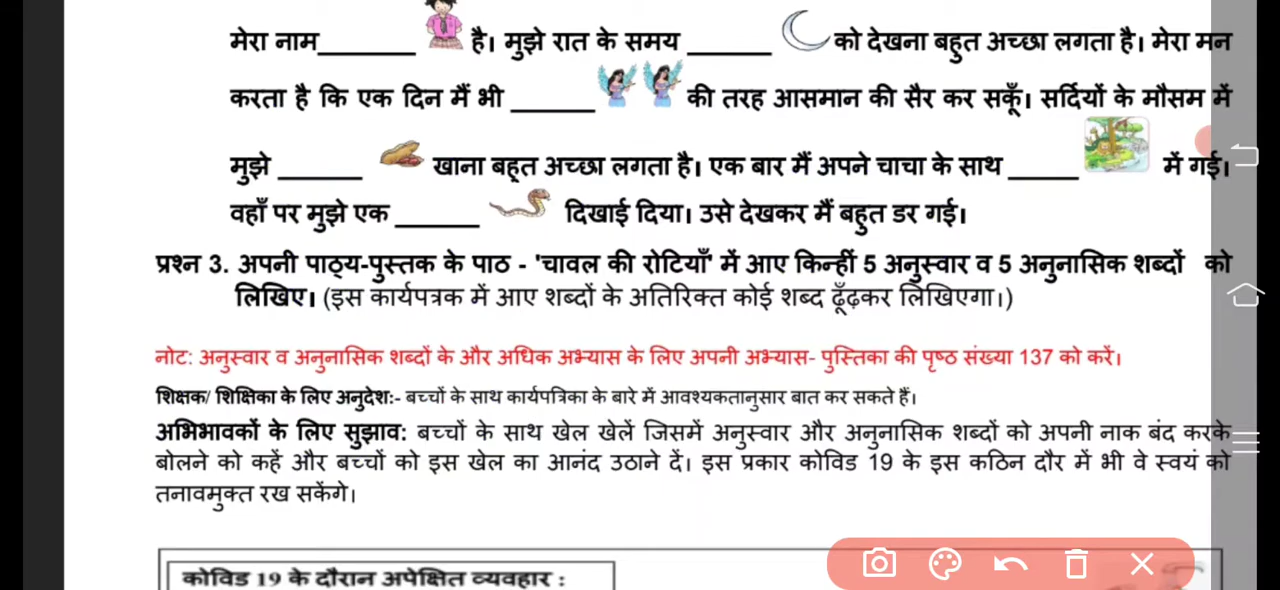 मेरा नाम_______ है। मुझे रात के समय _______ को देखना बहुत अच्छा लगता है। मेरा मन
करता है कि एक दिन मैं भी _______ की तरह आसमान की सैर कर सकूँ। सर्दियों के मौसम में
मुझे _______ खाना बहुत अच्छा लगता है। एक बार मैं अपने चाचा के साथ ______ में गई।
वहाँ पर मुझे एक _______ दिखाई दिया। उसे देखकर मैं बहुत डर गई।
प्रश्न 3. अपनी पाठ्य-पुस्तक के पाठ - 'चावल की रोटियाँ' में आए किन्हीं 5 अनुस्वार व 5 अनुनासिक शब्दों को
लिखिए। (इस कार्यपत्रक में आए शब्दों के अतिरिक्त कोई शब्द ढूँढ़कर लिखिएगा।)
नोट: अनुस्वार व अनुनासिक शब्दों के और अधिक अभ्यास के लिए अपनी अभ्यास- पुस्तिका की पृष्ठ संख्या 137 को करें।
शिक्षक/ शिक्षिका के लिए अनुदेश:- बच्चों के साथ कार्यपत्रिका के बारे में आवश्यकतानुसार बात कर सकते हैं।
अभिभावकों के लिए सुझाव: बच्चों के साथ खेल खेलें जिसमें अनुस्वार और अनुनासिक शब्दों को अपनी नाक बंद करके
बोलने को कहें और बच्चों को इस खेल का आनंद उठाने दें। इस प्रकार कोविड 19 के इस कठिन दौर में भी वे स्वयं को
तनावमुक्त रख सकेंगे।
कोविड 19 के दौरान अपेक्षित व्यवहार :